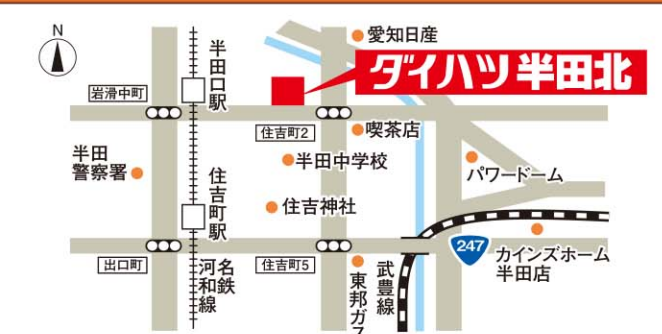 N
愛知日産
ダイハツ 半田北
半田口駅
岩滑中町
住吉町2
喫茶店
半田
警察署
半田中学校
パワードーム
住吉町駅
住吉神社
247
カインズホーム
半田店
出口町
名鉄
河和線
住吉町5
東邦ガス
武豊線